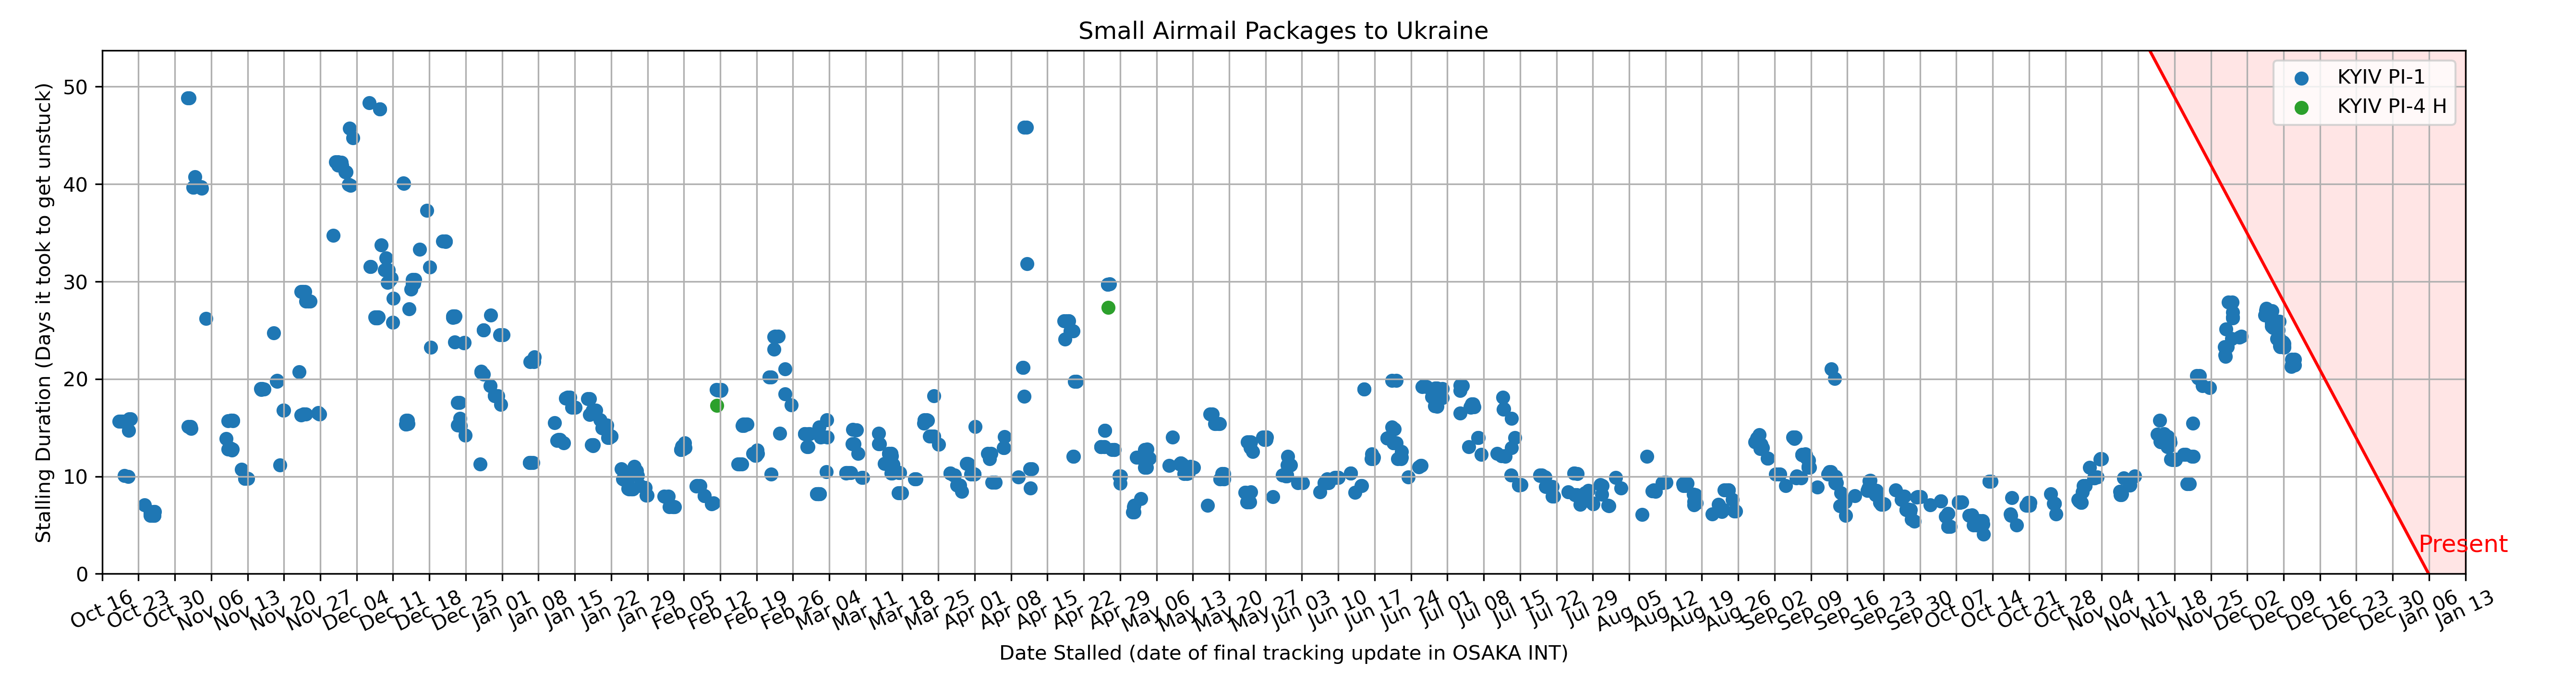 Small Airmail Packages to Ukraine
KYIV PI-1
KYIV PI-4 H
Stalling Duration (Days it took to get unstuck)
50
40
30
20
10
0
Present
Oct 16
Oct 23
Oct 30
Nov 06
Nov 13
Nov 20
Nov 27
Dec 04
Dec 11
Dec 18
Dec 25
Jan 01
Jan 08
Jan 15
Jan 22
Jan 29
Feb 05
Feb 12
Feb 19
Feb 26
Mar 04
Mar 11
Mar 18
Mar 25
Apr 01
Apr 08
Apr 15
Apr 22
Apr 29
May 06
May 13
May 20
May 27
Jun 03
Jun 10
Jun 17
Jun 24
Jul 01
Jul 08
Jul 15
Jul 22
Jul 29
Aug 05
Aug 12
Aug 19
Aug 26
Sep 02
Sep 09
Sep 16
Sep 23
Sep 30
Oct 07
Oct 14
Oct 21
Oct 28
Nov 04
Nov 11
Nov 18
Nov 25
Dec 02
Dec 09
Dec 16
Dec 23
Dec 30
Jan 06
Jan 13
Date Stalled (date of final tracking update in OSAKA INT)